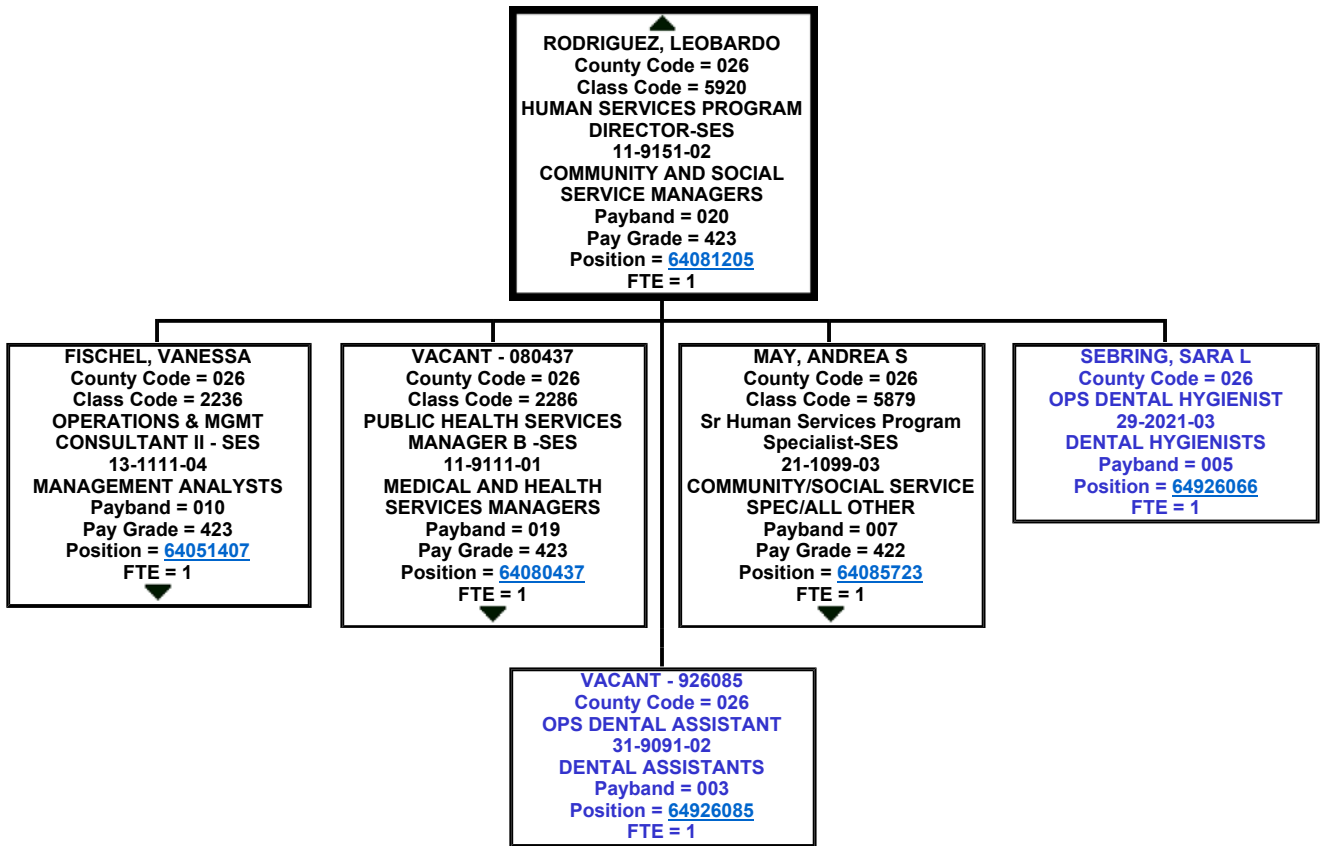 RODRIGUEZ, LEOBARDO
County Code = 026
Class Code = 5920
HUMAN SERVICES PROGRAM
DIRECTOR-SES
11-9151-02
COMMUNITY AND SOCIAL
SERVICE MANAGERS
Payband = 020
Pay Grade = 423
Position = 64081205
FTE = 1
FISCHEL, VANESSA
County Code = 026
Class Code = 2236
OPERATIONS & MGMT
CONSULTANT II - SES
13-1111-04
MANAGEMENT ANALYSTS
Payband = 010
Pay Grade = 423
Position = 64051407
FTE = 1
VACANT - 080437
County Code = 026
Class Code = 2286
PUBLIC HEALTH SERVICES
MANAGER B -SES
11-9111-01
MEDICAL AND HEALTH
SERVICES MANAGERS
Payband = 019
Pay Grade = 423
Position = 64080437
FTE = 1
MAY, ANDREA S
County Code = 026
Class Code = 5879
Sr Human Services Program
Specialist-SES
21-1099-03
COMMUNITY/SOCIAL SERVICE
SPEC/ALL OTHER
Payband = 007
Pay Grade = 422
Position = 64085723
FTE = 1
SEBRING, SARA L
County Code = 026
OPS DENTAL HYGIENIST
29-2021-03
DENTAL HYGIENISTS
Payband = 005
Position = 64926066
FTE = 1
VACANT - 926085
County Code = 026
OPS DENTAL ASSISTANT
31-9091-02
DENTAL ASSISTANTS
Payband = 003
Position = 64926085
FTE = 1